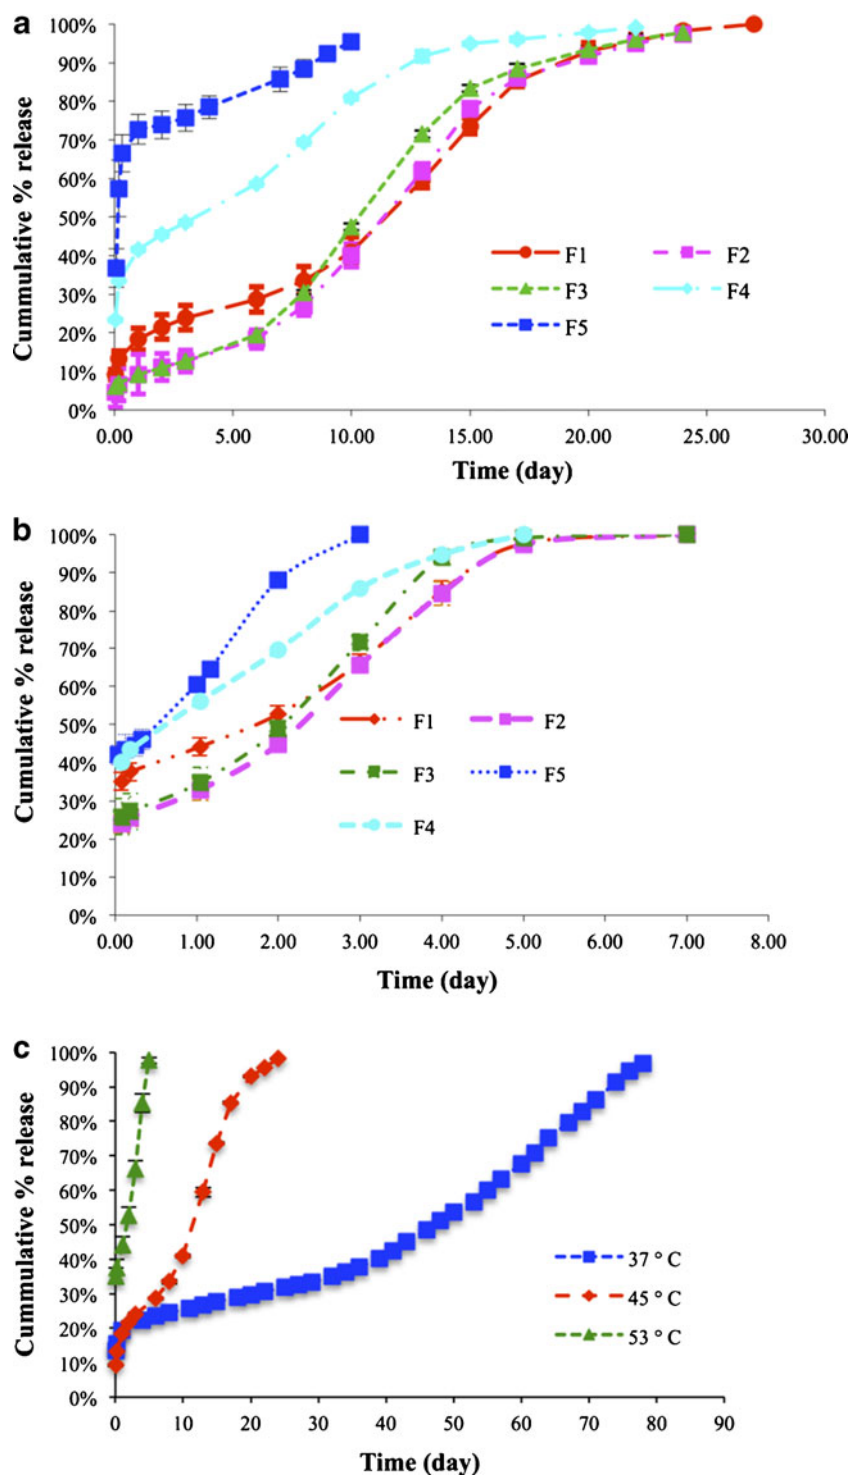 a
Cummulative % release
100%
90%
80%
70%
60%
50%
40%
30%
20%
10%
0%
F1
F2
F3
F4
F5
0.00 5.00 10.00 15.00 20.00 25.00 30.00
Time (day)
b
Cumulative % release
100%
90%
80%
70%
60%
50%
40%
30%
20%
10%
0%
F1
F2
F3
F5
F4
0.00 1.00 2.00 3.00 4.00 5.00 6.00 7.00 8.00
Time (day)
c
Cummulative % release
100%
90%
80%
70%
60%
50%
40%
30%
20%
10%
0%
37 ° C
45 ° C
53 ° C
0 10 20 30 40 50 60 70 80 90
Time (day)